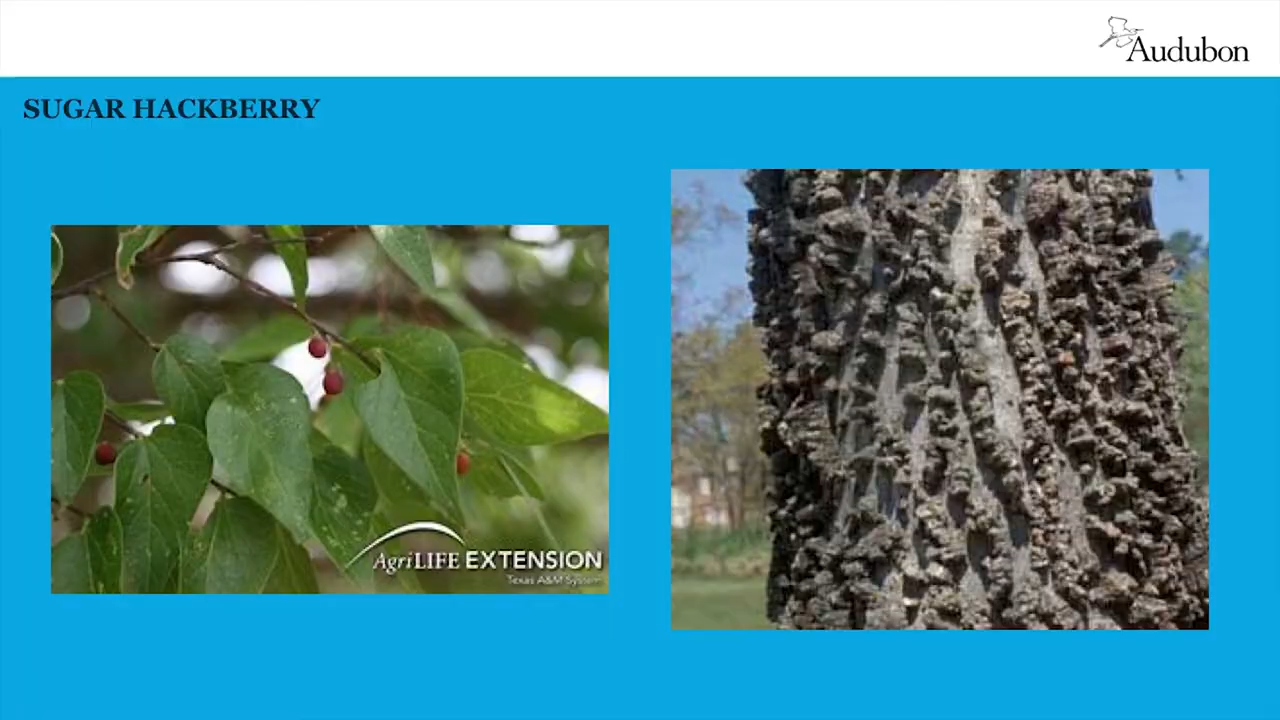 Audubon
SUGAR HACKBERRY
AgriLIFE EXTENSION
Texas A&M System